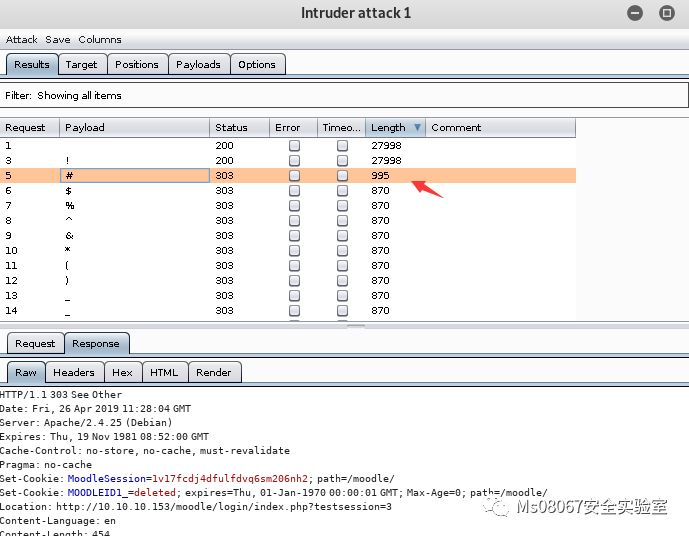 Intruder attack 1
Attack Save Columns
Results Target Positions Payloads Options
Filter: Showing all items
Request Payload Status Error Timeo... Length Comment
1 200 27998
3 ! 200 27998
5 # 303 995
6 $ 303 870
7 % 303 870
8 ^ 303 870
9 & 303 870
10 * 303 870
11 ( 303 870
12 ) 303 870
13 _ 303 870
14 _ 303 870
Request Response
Raw Headers Hex HTML Render
HTTP/1.1 303 See Other
Date: Fri, 26 Apr 2019 11:28:04 GMT
Server: Apache/2.4.25 (Debian)
Expires: Thu, 19 Nov 1981 08:52:00 GMT
Cache-Control: no-store, no-cache, must-revalidate
Pragma: no-cache
Set-Cookie: MoodleSession=1v17fcdj4dfulfdvq6sm206nh2; path=/moodle/
Set-Cookie: MOODLEID1_=deleted; expires=Thu, 01-Jan-1970 00:00:01 GMT; Max-Age=0; path=/moodle/
Location: http://10.10.10.153/moodle/login/index.php?testsession=3
Content-Language: en
Content-Length: 454
Ms08067安全实验室